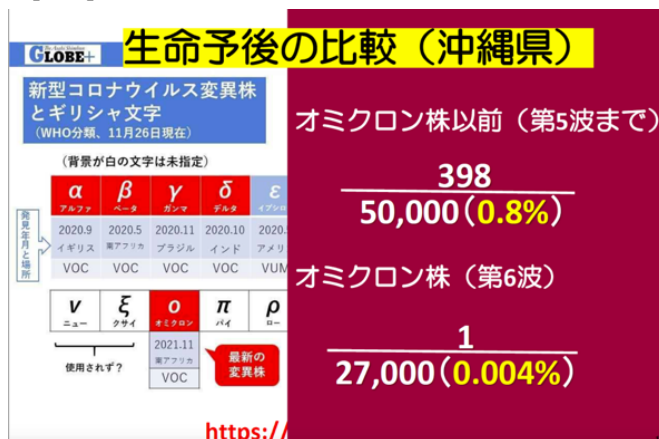 The Asahi Shimbun
GLOBE+
生命予後の比較（沖縄県）
新型コロナウイルス変異株
とギリシャ文字
（WHO分類、11月26日現在）
（背景が白の文字は未指定）
発見年月と場所
α β γ δ ε
アルファ ベータ ガンマ デルタ イプシロ
2020.9 2020.5 2020.11 2020.10 2020.
イギリス 南アフリカ ブラジル インド アメリ
VOC VOC VOC VOC VUM
ν ξ ο π ρ
ニュー クサイ オミクロン パイ ロー
使用されず？
2021.11
南アフリカ
VOC
最新の
変異株
https://
オミクロン株以前（第5波まで）
398
50,000（0.8%）
オミクロン株（第6波）
1
27,000（0.004%）